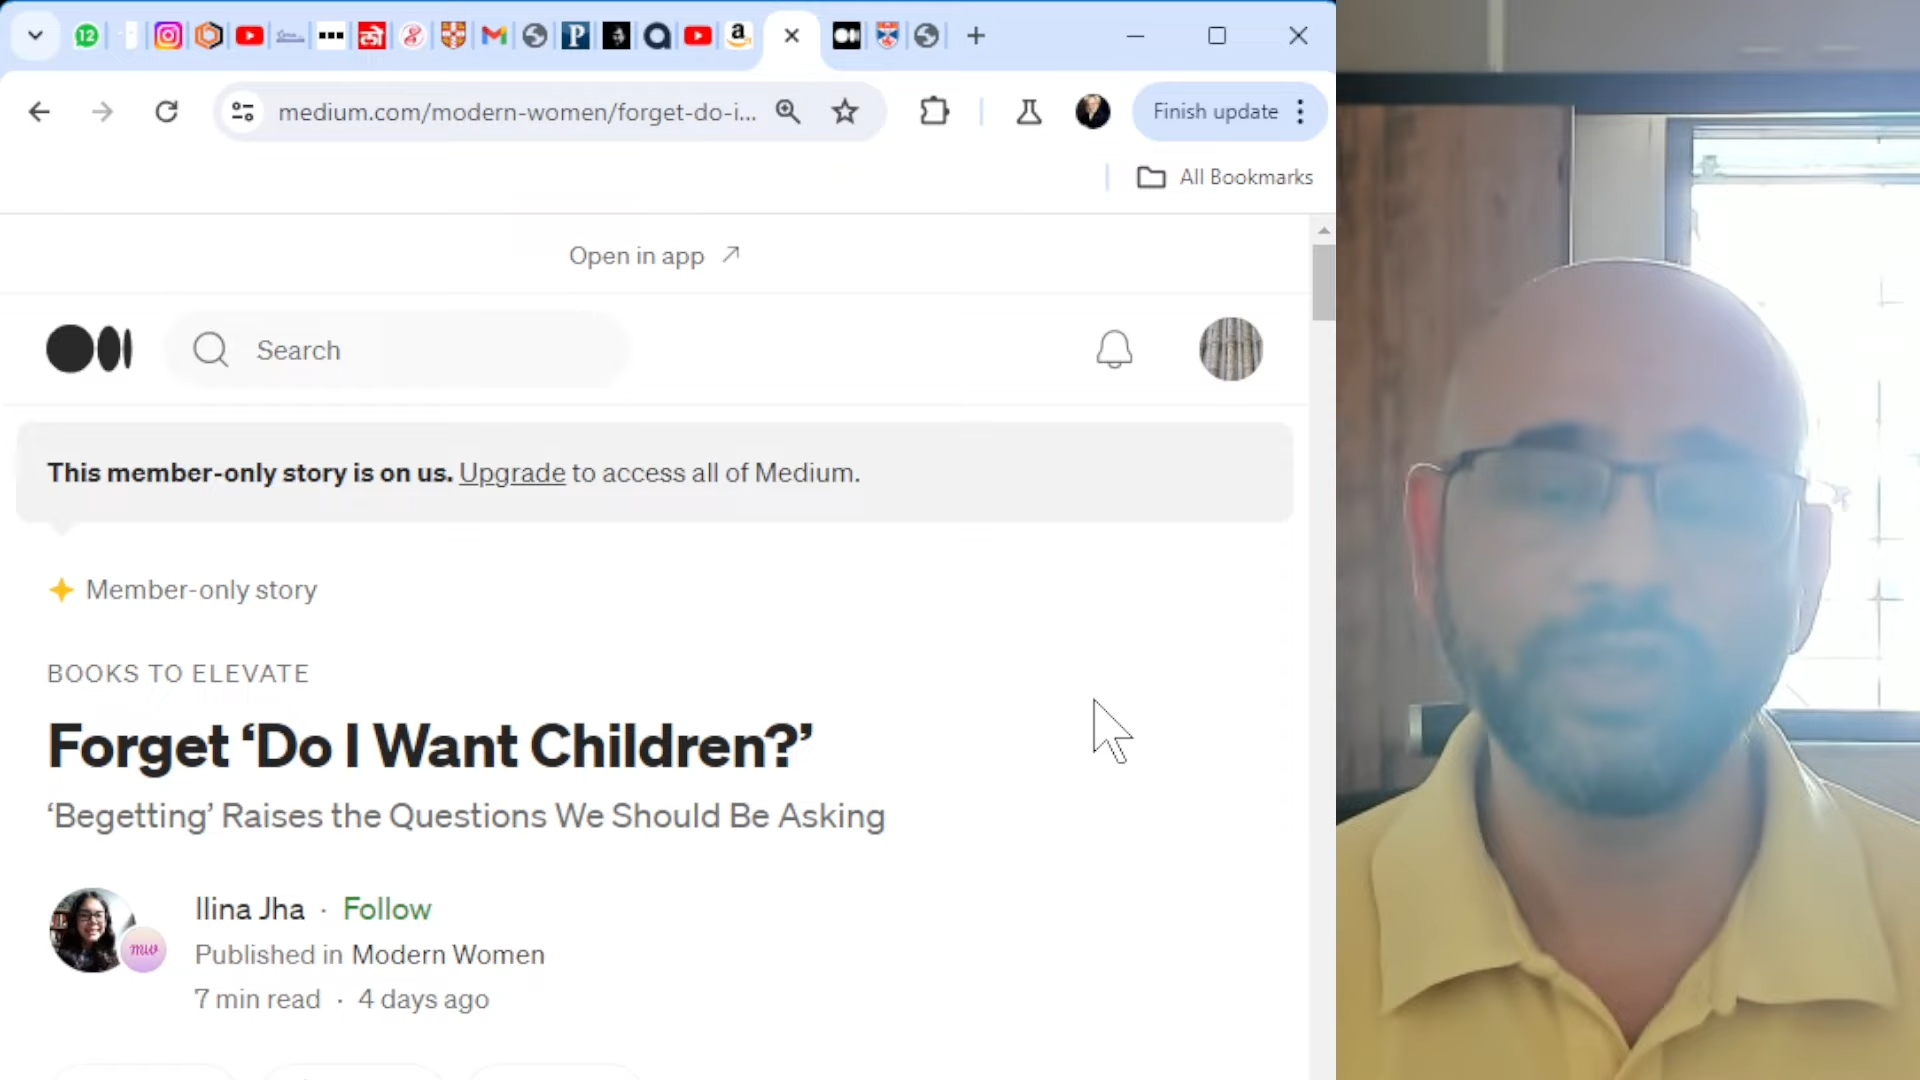 12
medium.com/modern-women/forget-do-i...
Finish update
All Bookmarks
Open in app
Search
This member-only story is on us. Upgrade to access all of Medium.
Member-only story
BOOKS TO ELEVATE
Forget ‘Do I Want Children?’
‘Begetting’ Raises the Questions We Should Be Asking
Ilina Jha · Follow
mw
Published in Modern Women
7 min read · 4 days ago